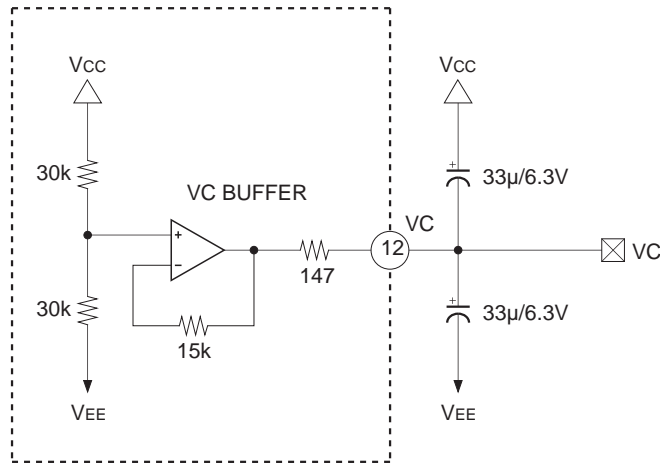 VCC
VCC
30k
33µ/6.3V
VC BUFFER
VC
+
+
12
VC
−
147
30k
+
33µ/6.3V
15k
VEE
VEE